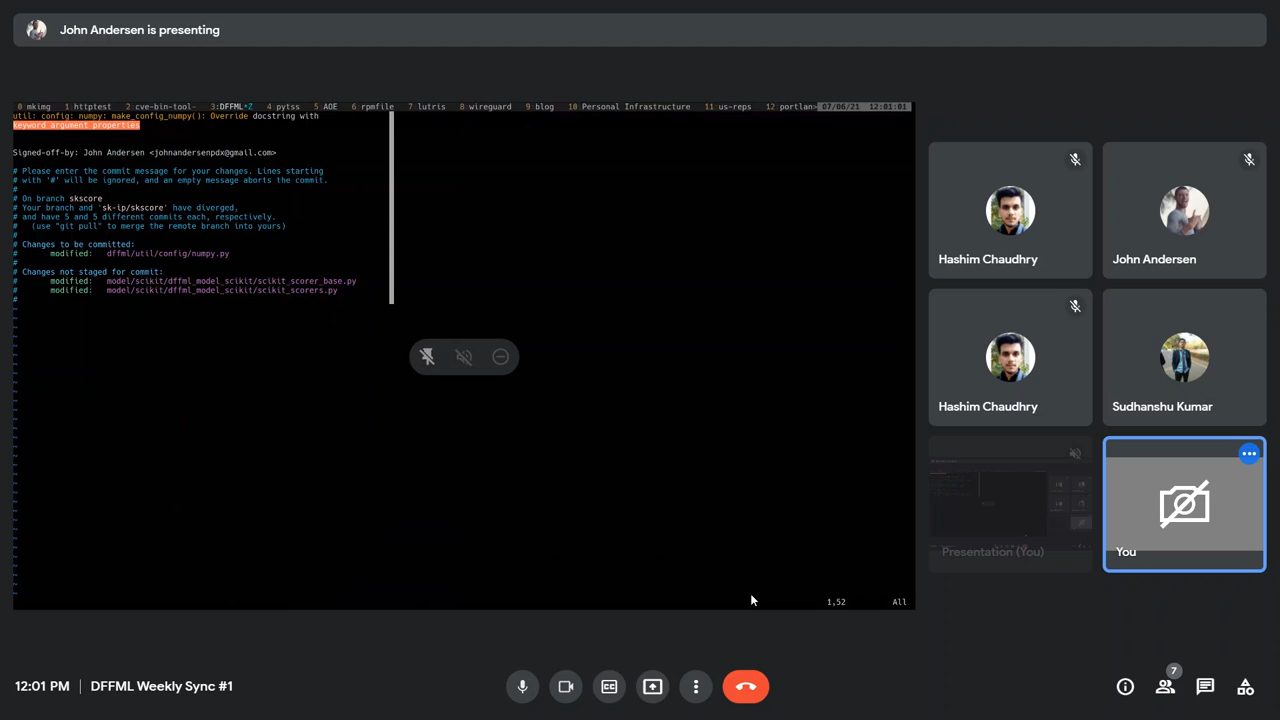 John Andersen is presenting
0 mkimg 1 httptest 2 cve-bin-tool- 3:DFFML*Z 4 pytss 5 AOE 6 rpmfile 7 lutris 8 wireguard 9 blog 10 Personal Infrastructure 11 us-reps 12 portlan> 07/06/21 12:01:01
util: config: numpy: make_config_numpy(): Override docstring with
keyword argument properties
Signed-off-by: John Andersen <johnandersenpdx@gmail.com>
# Please enter the commit message for your changes. Lines starting
# with '#' will be ignored, and an empty message aborts the commit.
#
# On branch skscore
# Your branch and 'sk-ip/skscore' have diverged,
# and have 5 and 5 different commits each, respectively.
#   (use "git pull" to merge the remote branch into yours)
#
# Changes to be committed:
#       modified:   dffml/util/config/numpy.py
#
# Changes not staged for commit:
#       modified:   model/scikit/dffml_model_scikit/scikit_scorer_base.py
#       modified:   model/scikit/dffml_model_scikit/scikit_scorers.py
#
1,52 All
Hashim Chaudhry
John Andersen
Hashim Chaudhry
Sudhanshu Kumar
Presentation (You)
You
12:01 PM | DFFML Weekly Sync #1
7